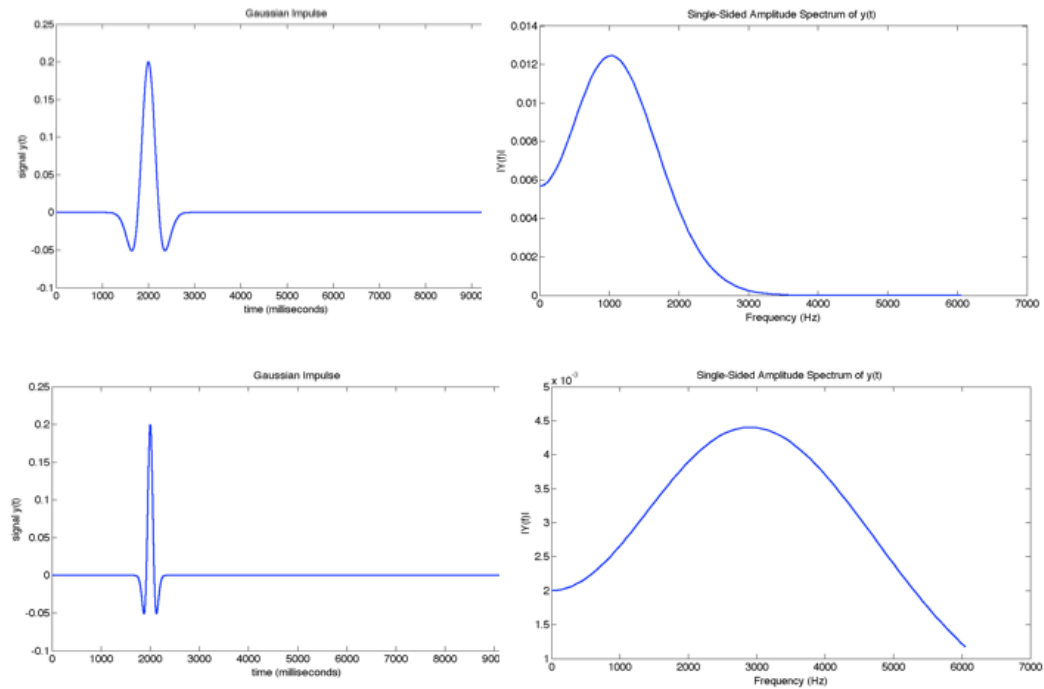 Gaussian Impulse
0.25
0.2
0.15
0.1
0.05
0
-0.05
-0.1
signal y(t)
0 1000 2000 3000 4000 5000 6000 7000 8000 9000
time (milliseconds)
Single-Sided Amplitude Spectrum of y(t)
0.014
0.012
0.01
0.008
0.006
0.004
0.002
0
|Y(f)|
0 1000 2000 3000 4000 5000 6000 7000
Frequency (Hz)
Gaussian Impulse
0.25
0.2
0.15
0.1
0.05
0
-0.05
-0.1
signal y(t)
0 1000 2000 3000 4000 5000 6000 7000 8000 900
time (milliseconds)
Single-Sided Amplitude Spectrum of y(t)
x 10⁻³
5
4.5
4
3.5
3
2.5
2
1.5
1
|Y(f)|
0 1000 2000 3000 4000 5000 6000 7000
Frequency (Hz)